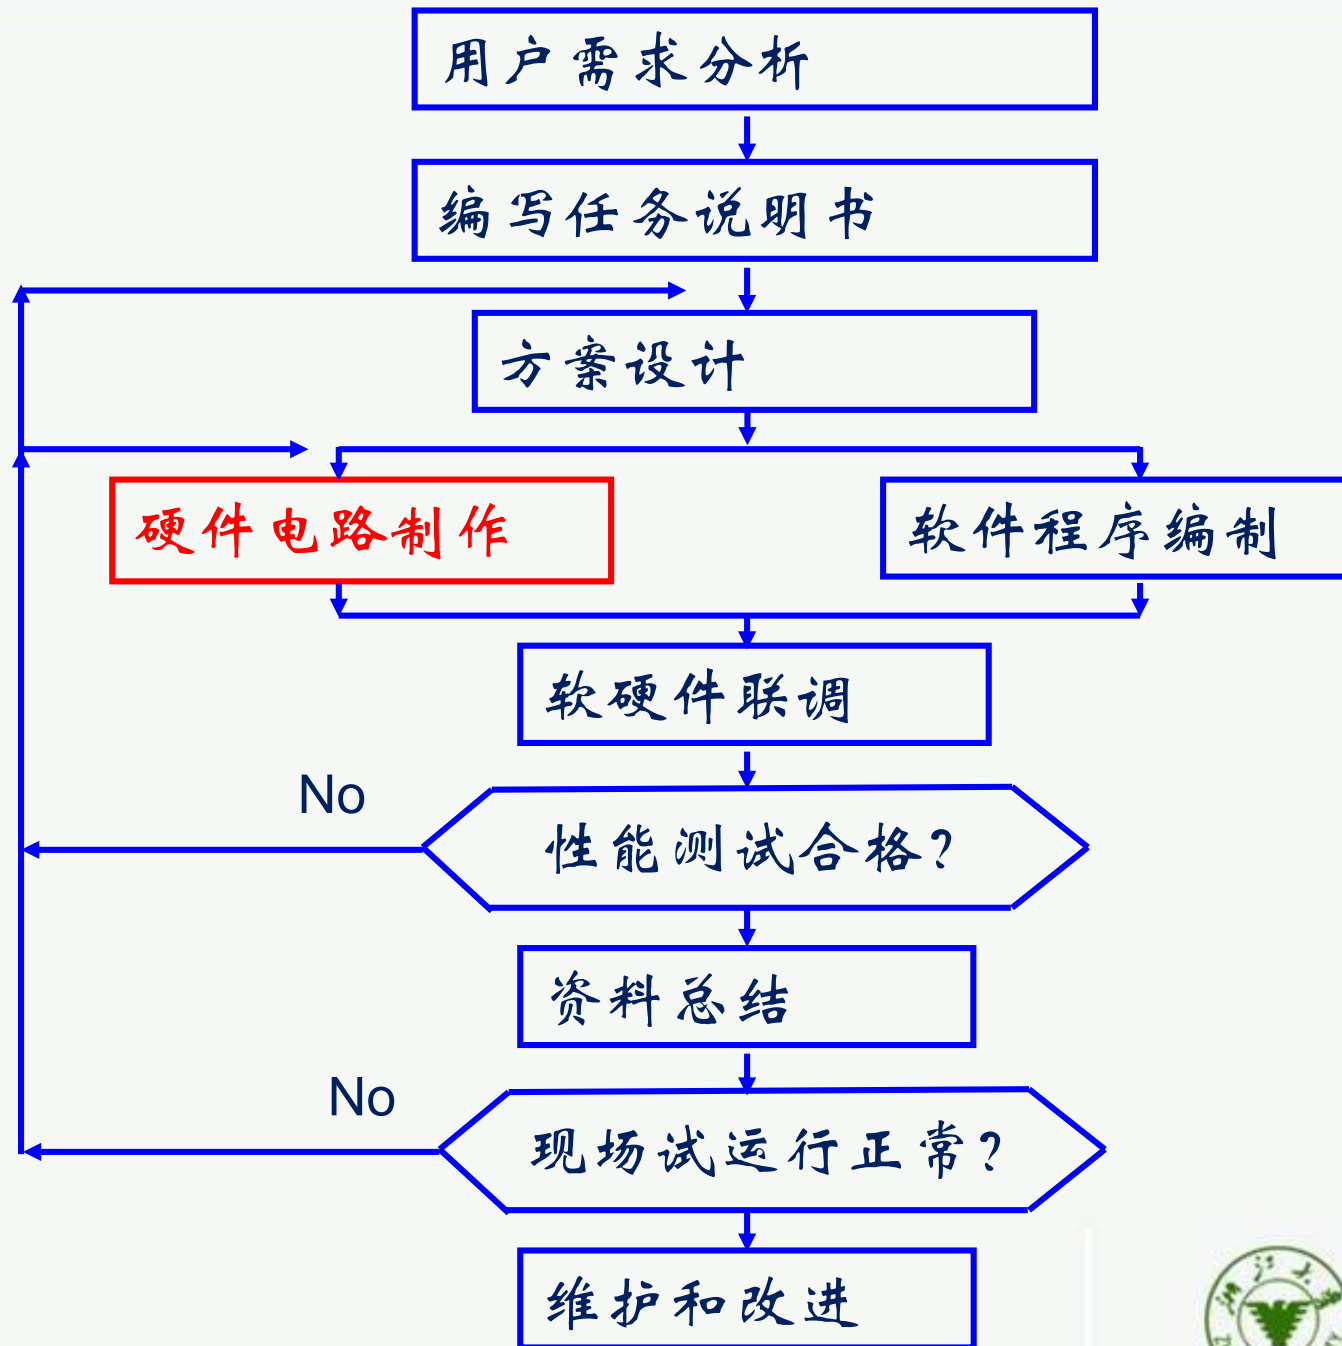 用户需求分析
编写任务说明书
方案设计
硬件电路制作
软件程序编制
软硬件联调
No
性能测试合格?
资料总结
No
现场试运行正常?
维护和改进